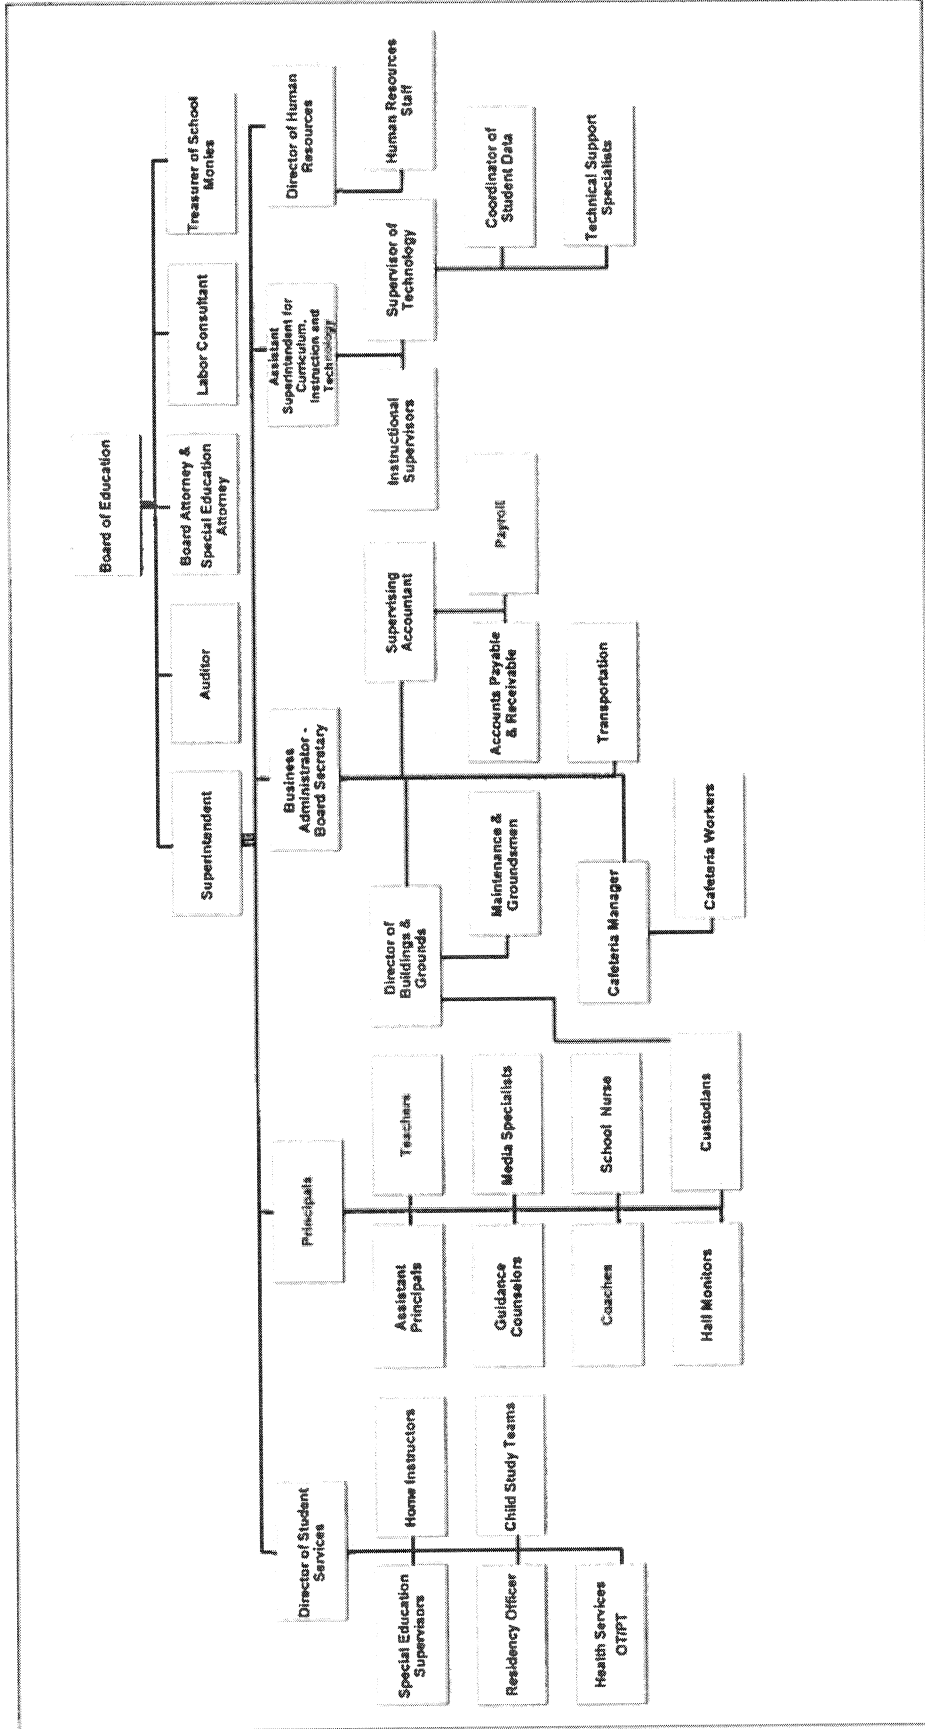 Board of Education
Superintendent
Auditor
Board Attorney &
Special Education
Attorney
Labor Consultant
Treasurer of School
Monies
Director of Student
Services
Principals
Business
Administrator -
Board Secretary
Assistant
Superintendent for
Curriculum,
Instruction and
Technology
Director of Human
Resources
Special Education
Supervisors
Home Instructors
Assistant
Principals
Teachers
Director of
Buildings &
Grounds
Supervising
Accountant
Instructional
Supervisors
Supervisor of
Technology
Human Resources
Staff
Residency Officer
Child Study Teams
Guidance
Counselors
Media Specialists
Maintenance &
Groundsmen
Accounts Payable
& Receivable
Payroll
Coordinator of
Student Data
Health Services
OT/PT
Coaches
School Nurse
Cafeteria Manager
Transportation
Technical Support
Specialists
Hall Monitors
Custodians
Cafeteria Workers